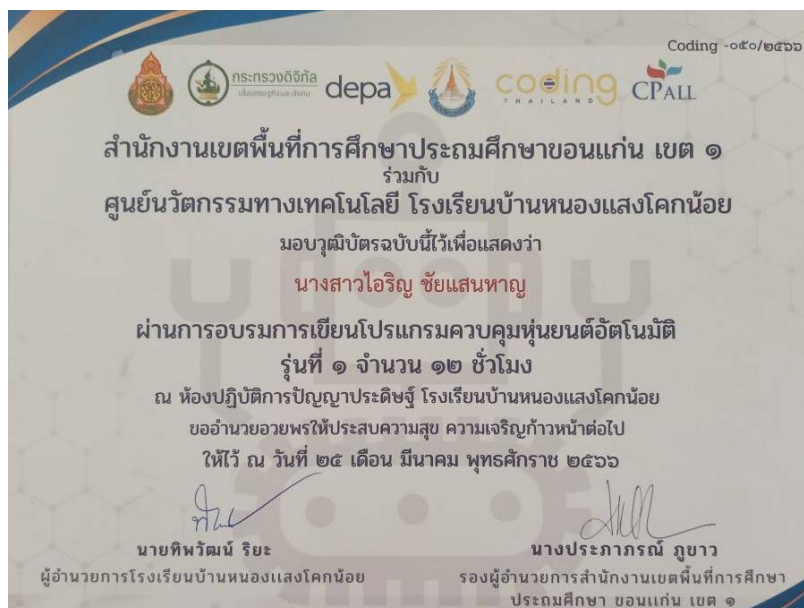 Coding -๐๕๐/๒๕๖๖
กระทรวงดิจิทัล
เพื่อเศรษฐกิจและสังคม
depa
coding
THAILAND
CPALL
สำนักงานเขตพื้นที่การศึกษาประถมศึกษาขอนแก่น เขต ๑
ร่วมกับ
ศูนย์นวัตกรรมทางเทคโนโลยี โรงเรียนบ้านหนองแสงโคกน้อย
มอบวุฒิบัตรฉบับนี้ไว้เพื่อแสดงว่า
นางสาวไอริญ ชัยแสนหาญ
ผ่านการอบรมการเขียนโปรแกรมควบคุมหุ่นยนต์อัตโนมัติ
รุ่นที่ ๑ จำนวน ๑๒ ชั่วโมง
ณ ห้องปฏิบัติการปัญญาประดิษฐ์ โรงเรียนบ้านหนองแสงโคกน้อย
ขออำนวยอวยพรให้ประสบความสุข ความเจริญก้าวหน้าต่อไป
ให้ไว้ ณ วันที่ ๒๕ เดือน มีนาคม พุทธศักราช ๒๕๖๖
นายทิพวัฒน์ ริยะ
ผู้อำนวยการโรงเรียนบ้านหนองแสงโคกน้อย
นางประภาภรณ์ ภูขาว
รองผู้อำนวยการสำนักงานเขตพื้นที่การศึกษา
ประถมศึกษา ขอนแก่น เขต ๑